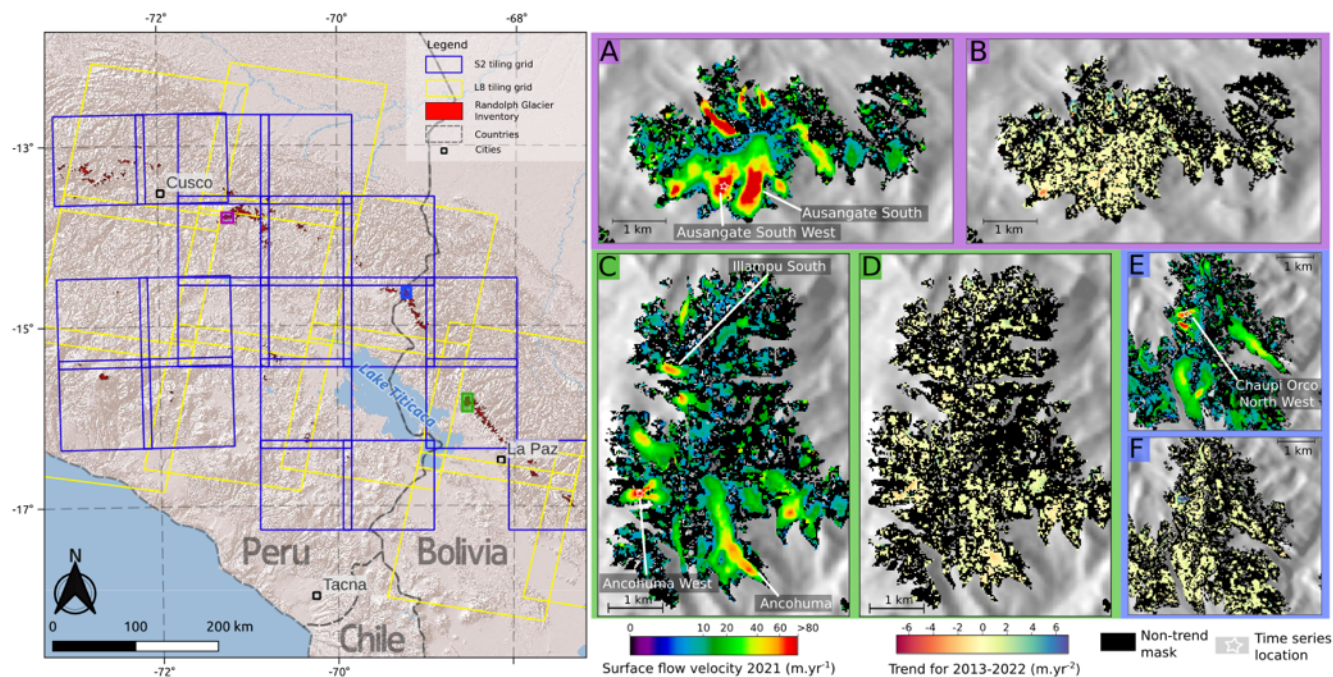 -72°
-70°
-68°
Legend
S2 tiling grid
L8 tiling grid
Randolph Glacier
Inventory
Countries
Cities
-13°
Cusco
-15°
Lake Titicaca
La Paz
-17°
Peru
Bolivia
N
Tacna
0
100
200 km
Chile
-72°
-70°
-68°
A
1 km
Ausangate South
Ausangate South West
B
1 km
C
Illampu South
Ancohuma West
1 km
Ancohuma
D
1 km
E
1 km
Chaupi Orco
North West
F
1 km
0 10 20 40 60 >80
Surface flow velocity 2021 (m.yr⁻¹)
-6 -4 -2 0 2 4 6
Trend for 2013-2022 (m.yr⁻²)
Non-trend
mask
Time series
location